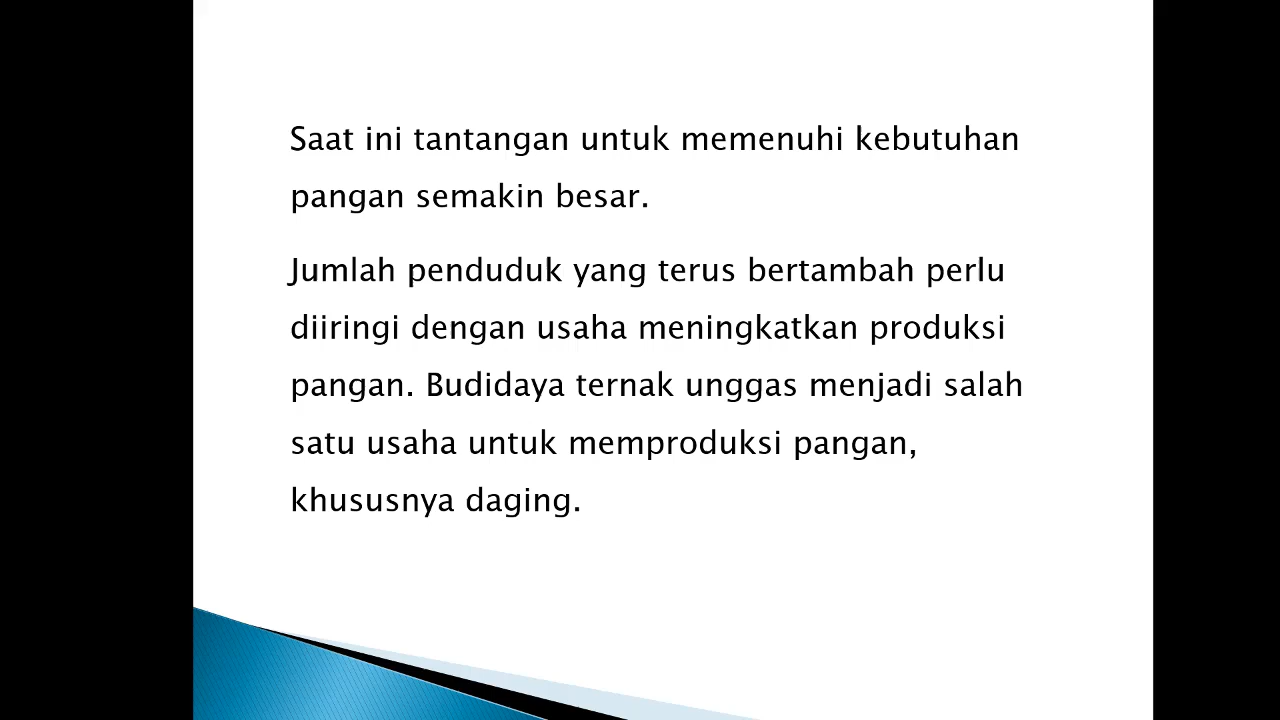 Saat ini tantangan untuk memenuhi kebutuhan
pangan semakin besar.
Jumlah penduduk yang terus bertambah perlu
diiringi dengan usaha meningkatkan produksi
pangan. Budidaya ternak unggas menjadi salah
satu usaha untuk memproduksi pangan,
khususnya daging.